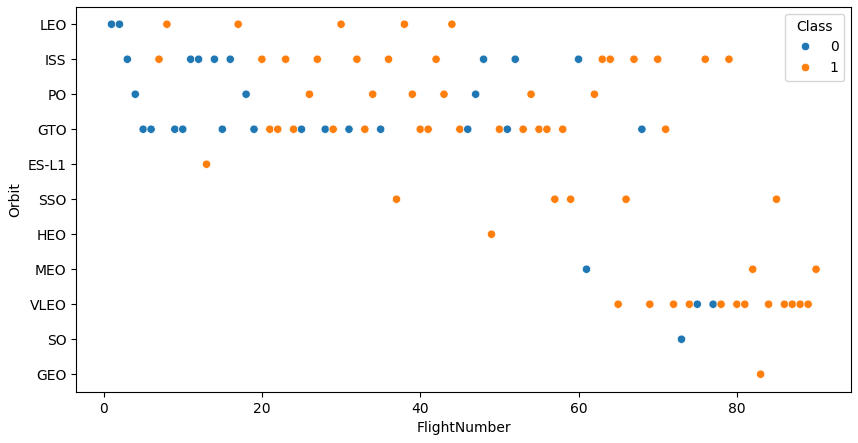 LEO
ISS
PO
GTO
ES-L1
SSO
HEO
MEO
VLEO
SO
GEO
Orbit
0
20
40
60
80
FlightNumber
Class
0
1